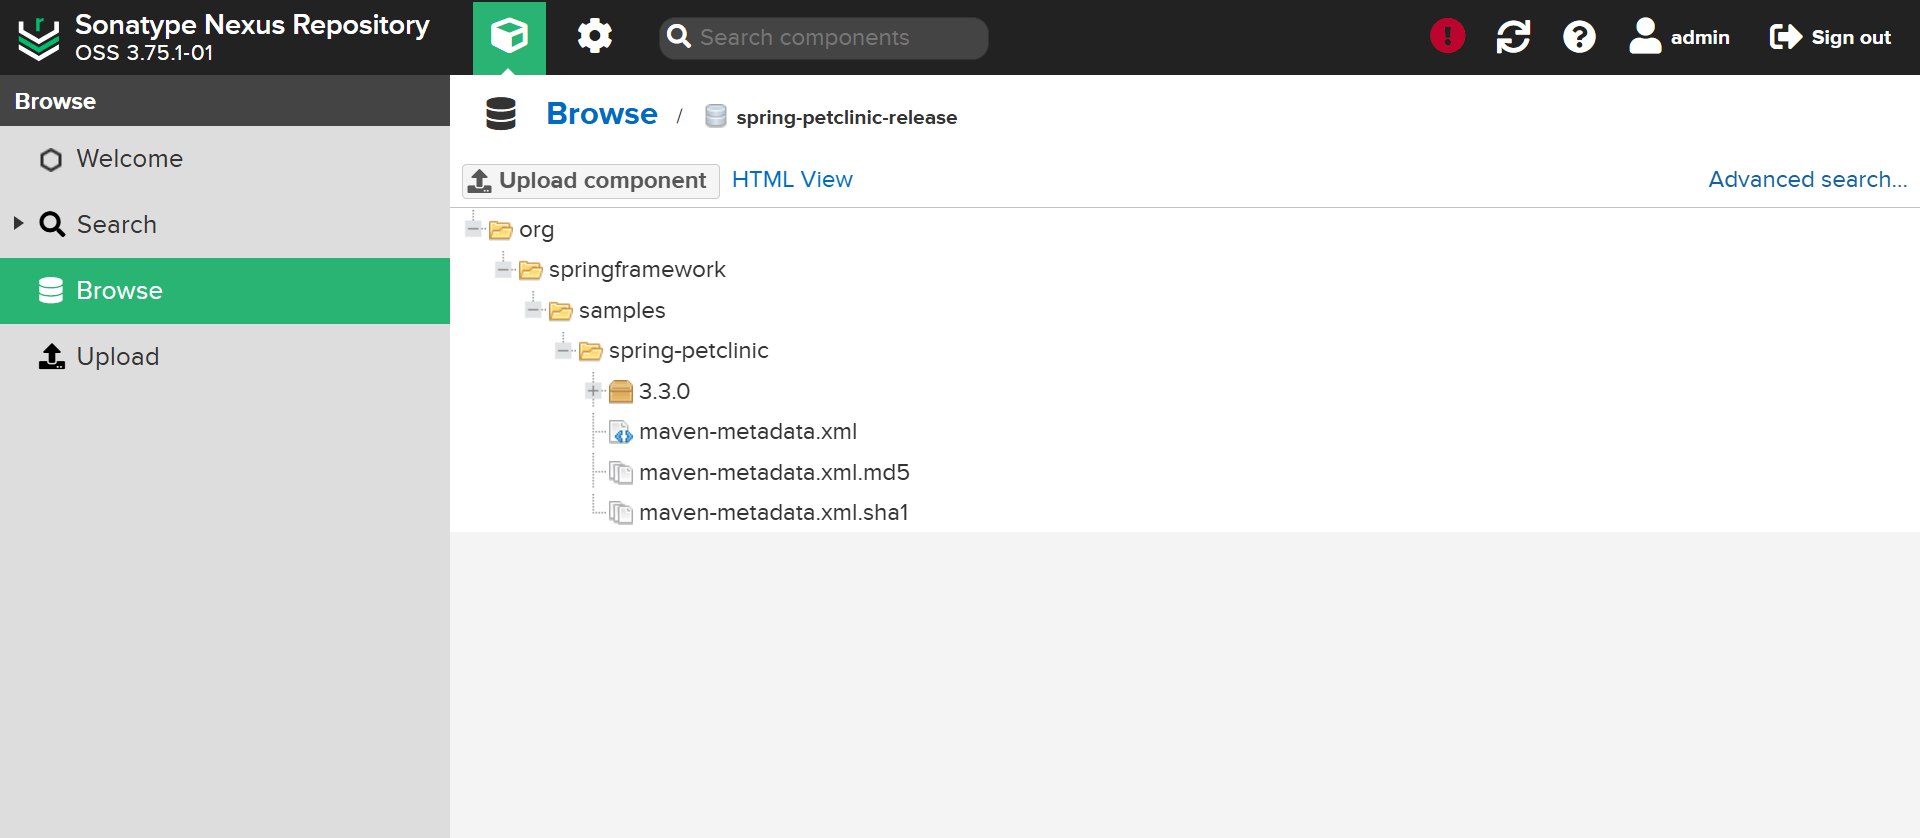 Sonatype Nexus Repository
OSS 3.75.1-01
Search components
admin
Sign out
Browse
Welcome
Search
Browse
Upload
Browse / spring-petclinic-release
Upload component
HTML View
Advanced search...
org
springframework
samples
spring-petclinic
3.3.0
maven-metadata.xml
maven-metadata.xml.md5
maven-metadata.xml.sha1